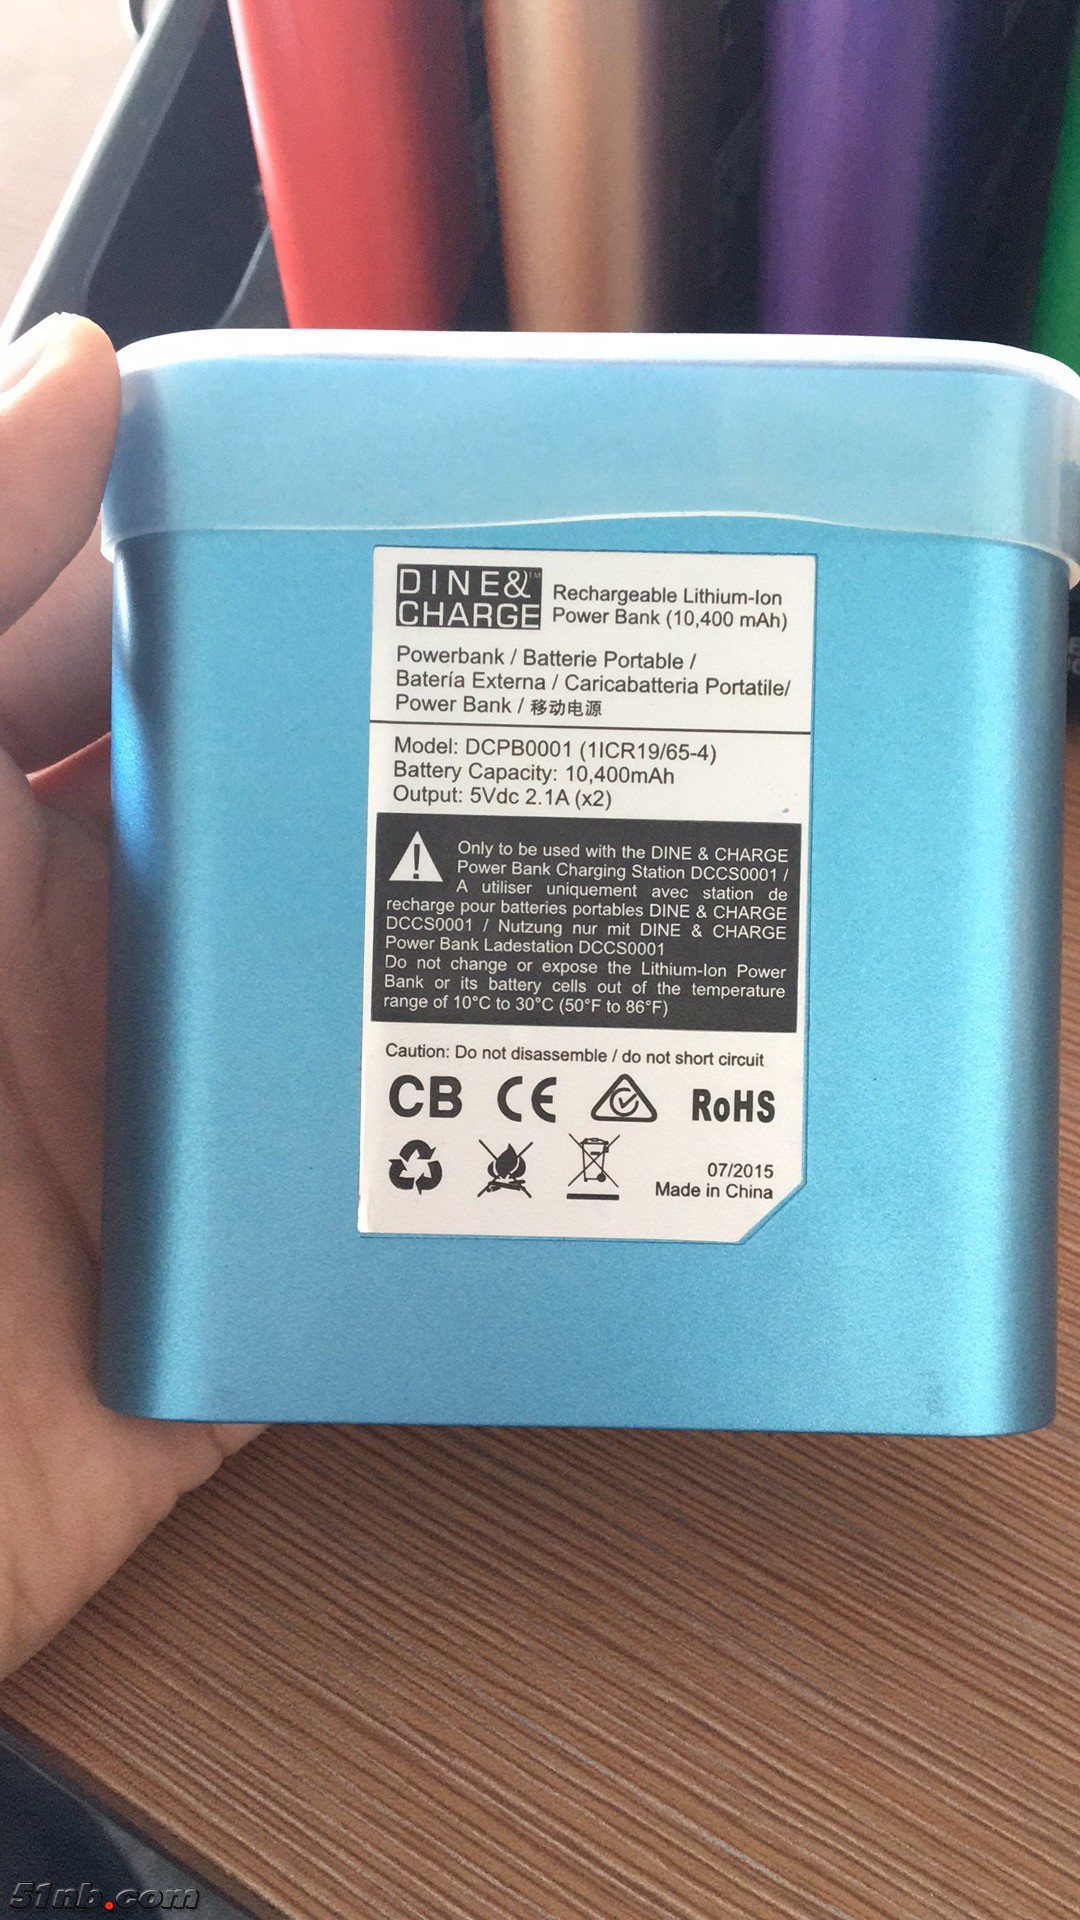 DINE&™
CHARGE
Rechargeable Lithium-Ion
Power Bank (10,400 mAh)
Powerbank / Batterie Portable /
Batería Externa / Caricabatteria Portatile/
Power Bank / 移动电源
Model: DCPB0001 (1ICR19/65-4)
Battery Capacity: 10,400mAh
Output: 5Vdc 2.1A (x2)
Only to be used with the DINE & CHARGE
Power Bank Charging Station DCCS0001 /
A utiliser uniquement avec station de
recharge pour batteries portables DINE & CHARGE
DCCS0001 / Nutzung nur mit DINE & CHARGE
Power Bank Ladestation DCCS0001
Do not change or expose the Lithium-Ion Power
Bank or its battery cells out of the temperature
range of 10°C to 30°C (50°F to 86°F)
Caution: Do not disassemble / do not short circuit
CB CE RoHS
07/2015
Made in China
51nb.com